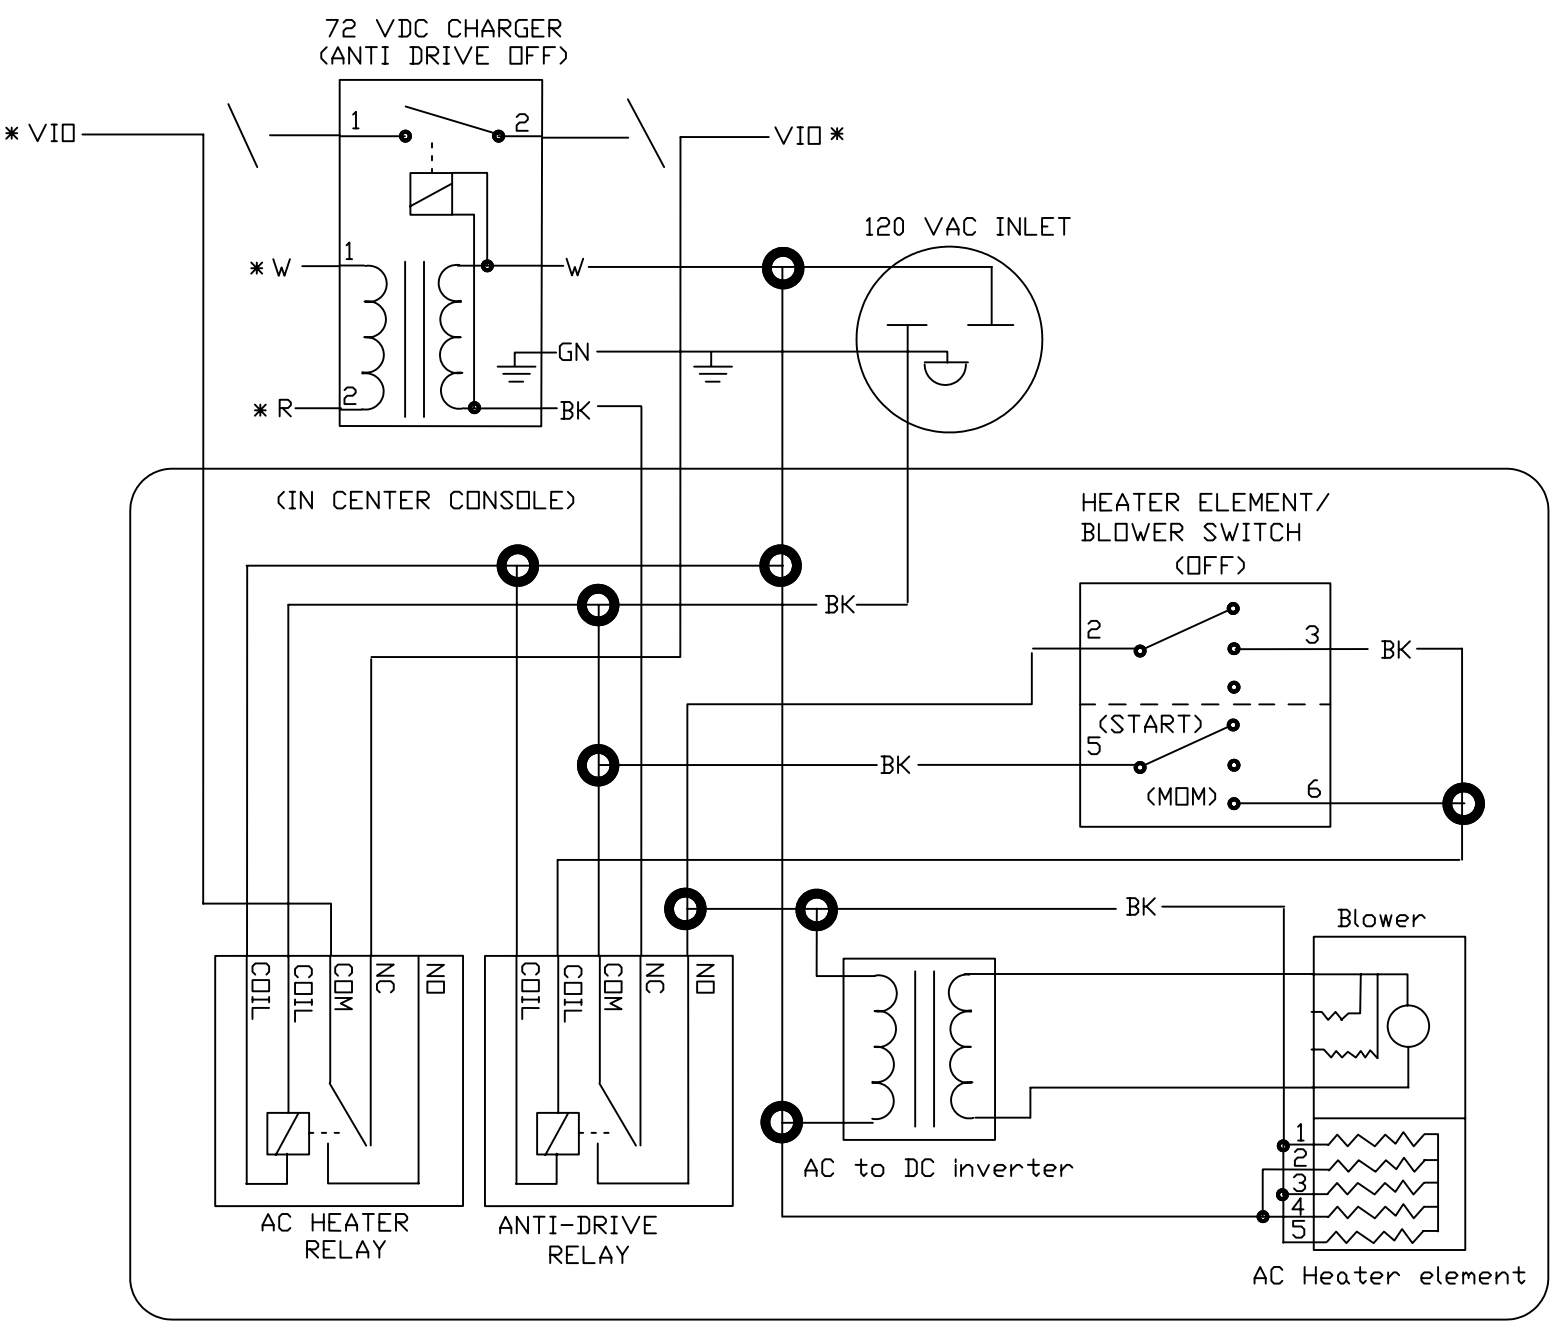 72 VDC CHARGER
(ANTI DRIVE OFF)
1
2
* VIO
VIO *
120 VAC INLET
1
* W
W
GN
2
* R
BK
(IN CENTER CONSOLE)
HEATER ELEMENT/
BLOWER SWITCH
(OFF)
BK
2
3
BK
(START)
5
BK
(MOM)
6
BK
Blower
COIL
COIL
COM
NC
NO
COIL
COIL
COM
NC
NO
1
2
3
4
5
AC to DC inverter
AC HEATER
RELAY
ANTI-DRIVE
RELAY
AC Heater element